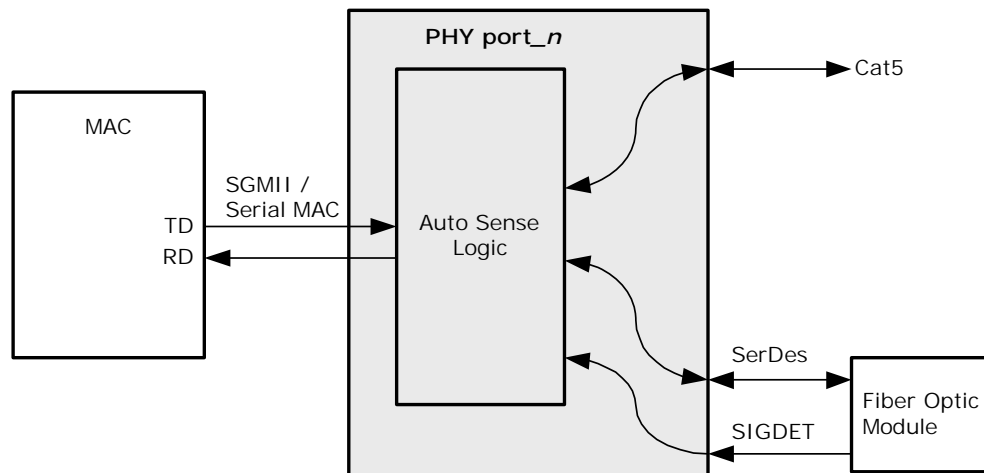 PHY port_n
Cat5
MAC
SGMII /
Serial MAC
TD
RD
Auto Sense
Logic
SerDes
SIGDET
Fiber Optic
Module